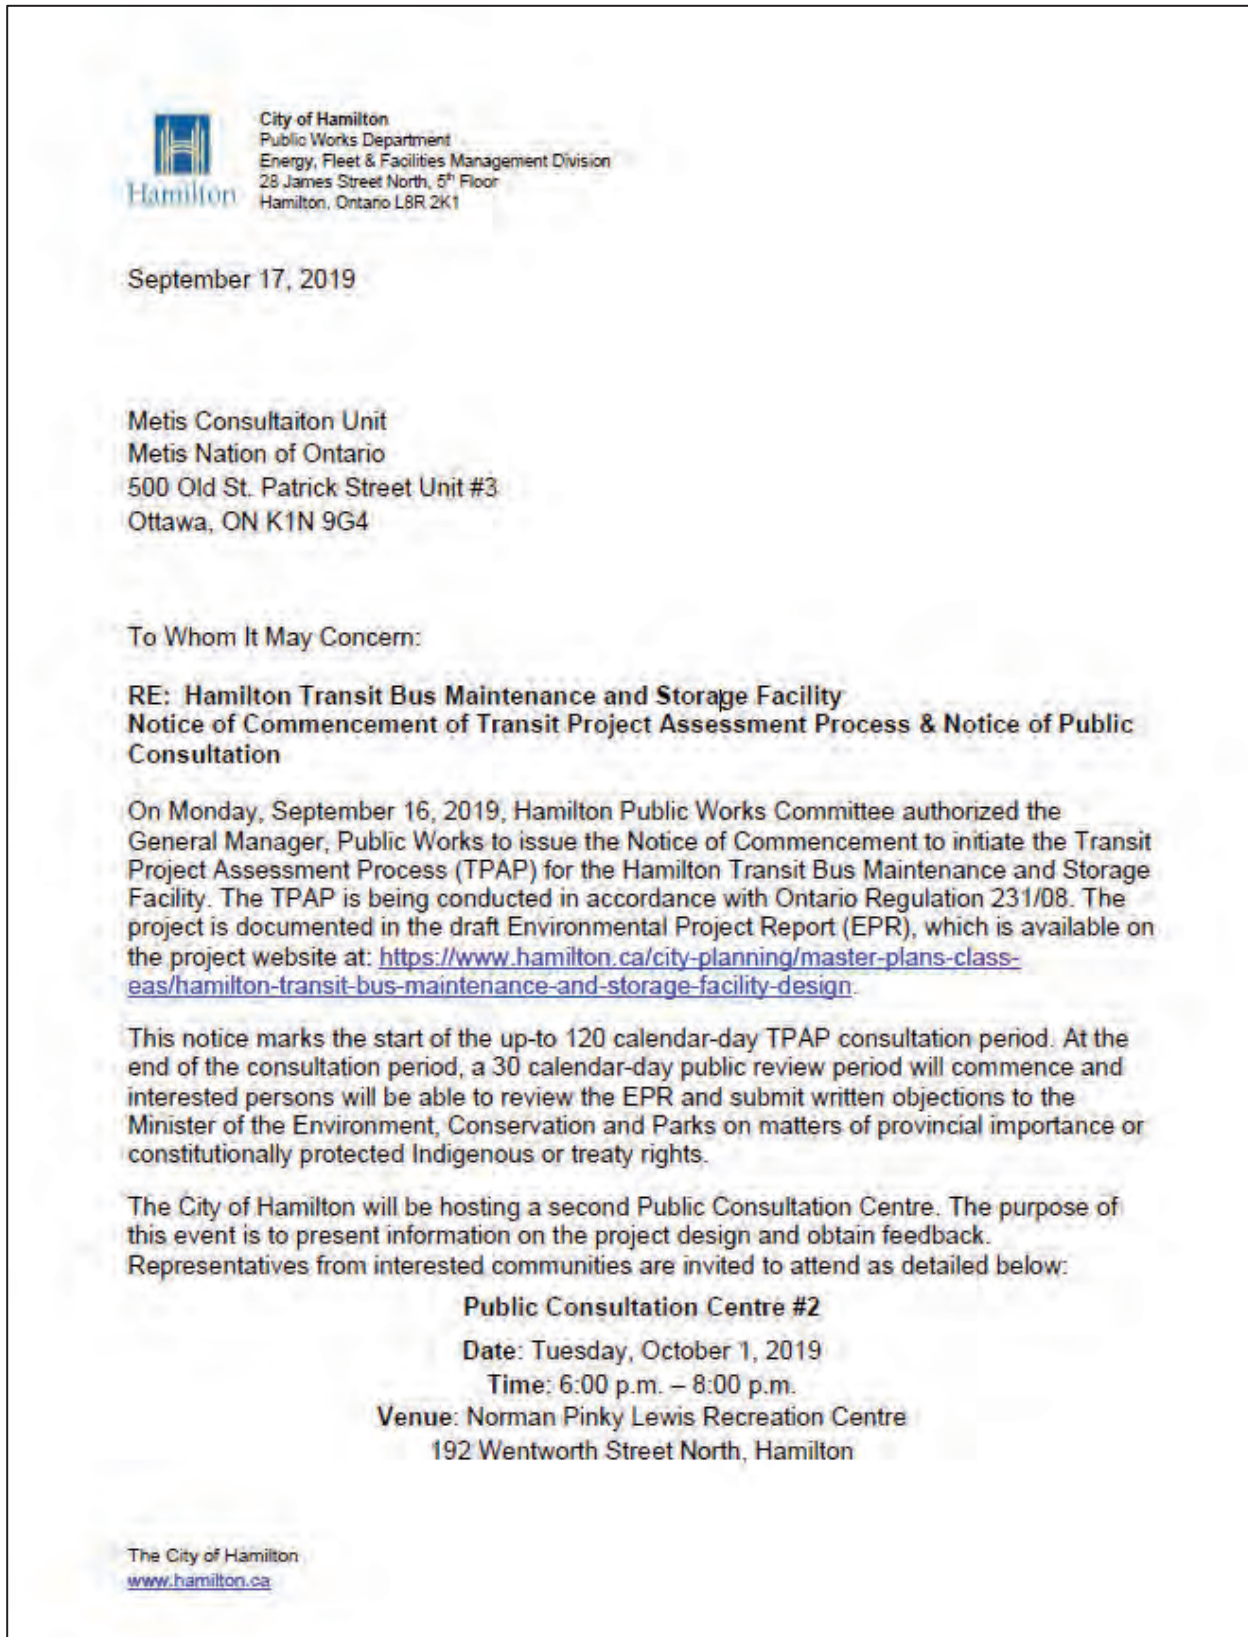 City of Hamilton
Public Works Department
Energy, Fleet & Facilities Management Division
28 James Street North, 5th Floor
Hamilton, Ontario L8R 2K1
Hamilton
September 17, 2019
Metis Consultaiton Unit
Metis Nation of Ontario
500 Old St. Patrick Street Unit #3
Ottawa, ON K1N 9G4
To Whom It May Concern:
RE: Hamilton Transit Bus Maintenance and Storage Facility
Notice of Commencement of Transit Project Assessment Process & Notice of Public
Consultation
On Monday, September 16, 2019, Hamilton Public Works Committee authorized the
General Manager, Public Works to issue the Notice of Commencement to initiate the Transit
Project Assessment Process (TPAP) for the Hamilton Transit Bus Maintenance and Storage
Facility. The TPAP is being conducted in accordance with Ontario Regulation 231/08. The
project is documented in the draft Environmental Project Report (EPR), which is available on
the project website at: https://www.hamilton.ca/city-planning/master-plans-class-
eas/hamilton-transit-bus-maintenance-and-storage-facility-design.
This notice marks the start of the up-to 120 calendar-day TPAP consultation period. At the
end of the consultation period, a 30 calendar-day public review period will commence and
interested persons will be able to review the EPR and submit written objections to the
Minister of the Environment, Conservation and Parks on matters of provincial importance or
constitutionally protected Indigenous or treaty rights.
The City of Hamilton will be hosting a second Public Consultation Centre. The purpose of
this event is to present information on the project design and obtain feedback.
Representatives from interested communities are invited to attend as detailed below:
Public Consultation Centre #2
Date: Tuesday, October 1, 2019
Time: 6:00 p.m. – 8:00 p.m.
Venue: Norman Pinky Lewis Recreation Centre
192 Wentworth Street North, Hamilton
The City of Hamilton
www.hamilton.ca